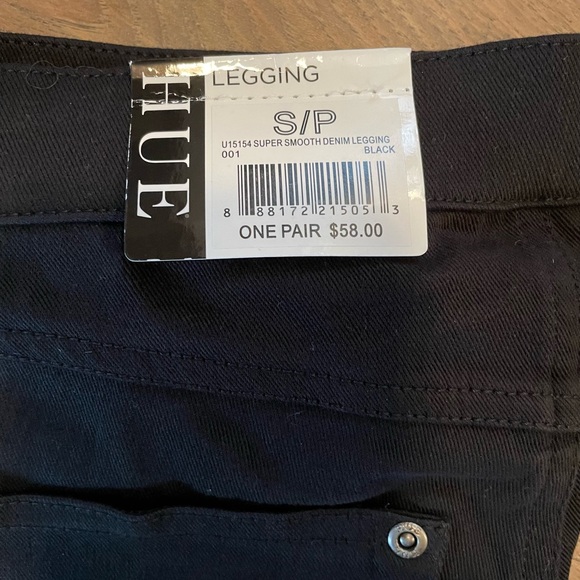 HUE
LEGGING
S/P
U15154 SUPER SMOOTH DENIM LEGGING
001 BLACK
8 88172 21505 3
ONE PAIR $58.00